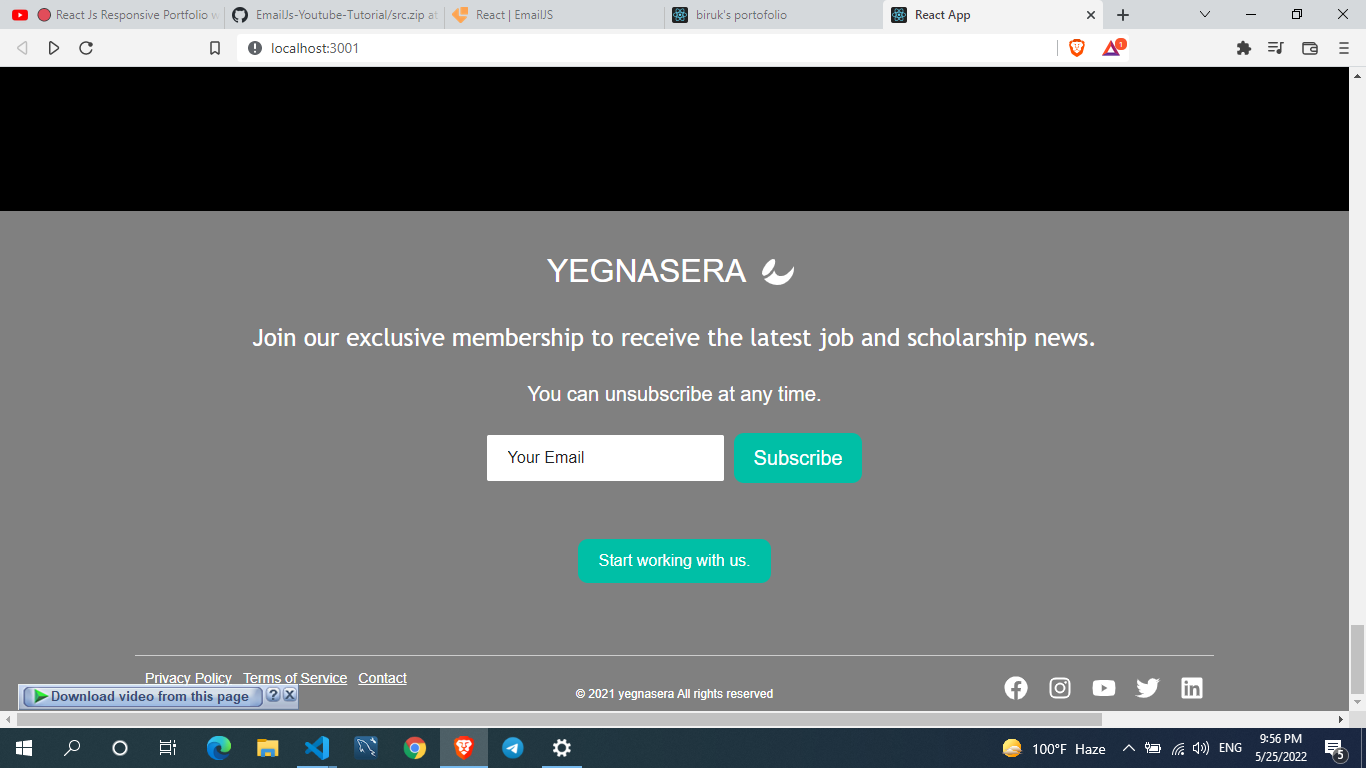 React Js Responsive Portfolio w
EmailJs-Youtube-Tutorial/src.zip at
React | EmailJS
biruk's portofolio
React App
localhost:3001
1
YEGNASERA
Join our exclusive membership to receive the latest job and scholarship news.
You can unsubscribe at any time.
Your Email
Subscribe
Start working with us.
Privacy Policy Terms of Service Contact
Download video from this page ?
© 2021 yegnasera All rights reserved
100°F Haze
ENG
9:56 PM
5/25/2022
5